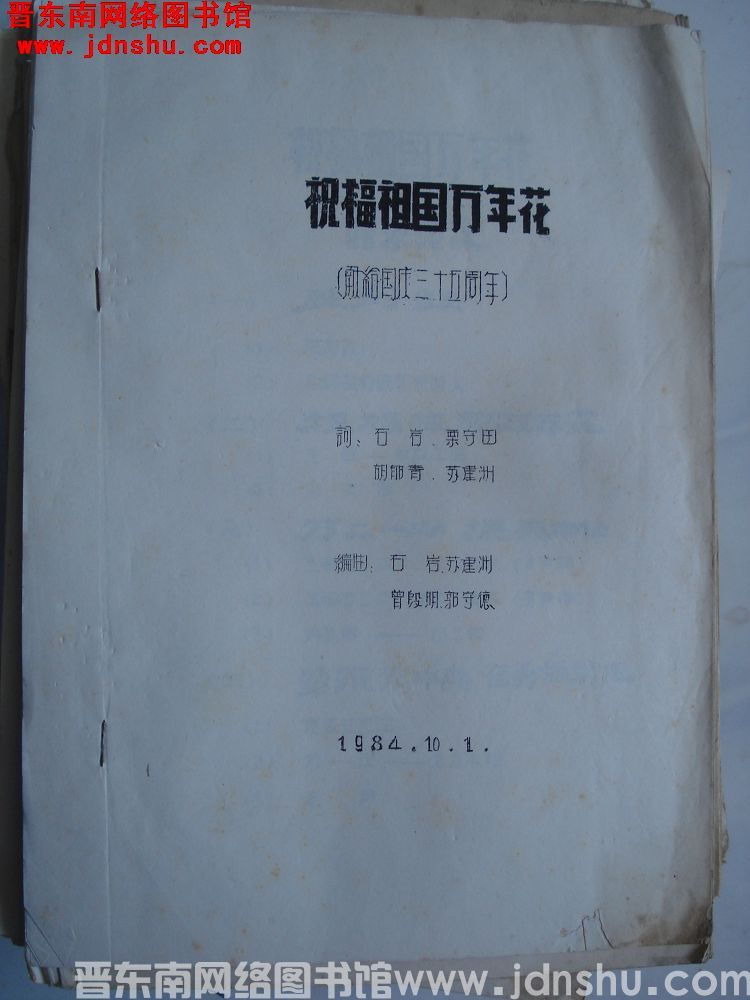 晋东南网络图书馆
www.jdnshu.com
祝福祖国万年花
（献给国庆三十五周年）
詞：石 岩、栗守田
胡郁青、苏建洲
编曲：石 岩、苏建洲
曾段明、郭守德
1984.10.1.
晋东南网络图书馆www.jdnshu.com